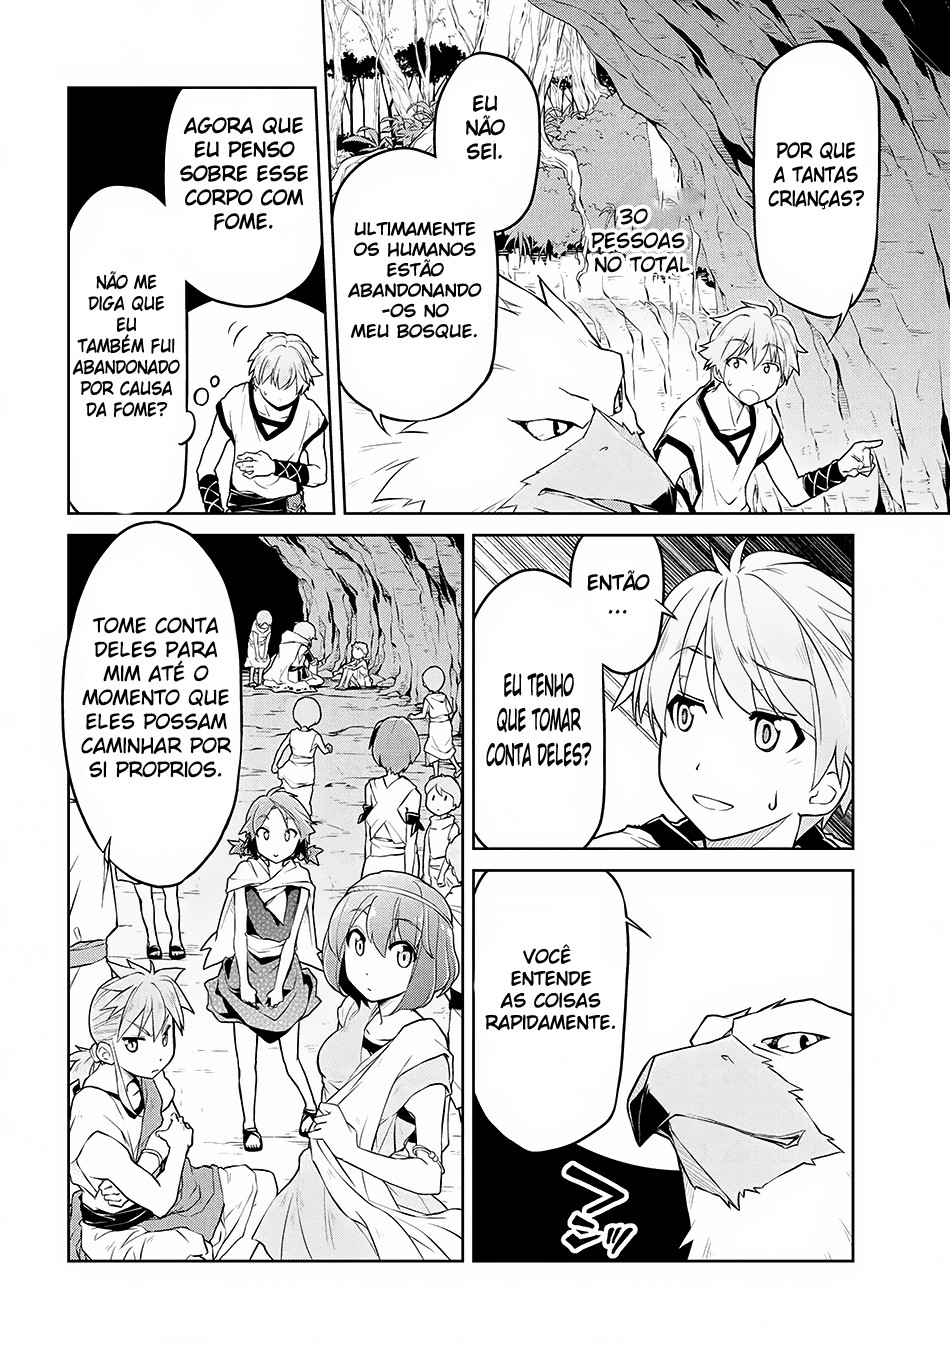 POR QUE
A TANTAS
CRIANÇAS?
30
PESSOAS
NO TOTAL
EU
NÃO
SEI.
ULTIMAMENTE
OS HUMANOS
ESTÃO
ABANDONANDO
-OS NO
MEU BOSQUE.
AGORA QUE
EU PENSO
SOBRE ESSE
CORPO COM
FOME.
NÃO ME
DIGA QUE
EU
TAMBÉM FUI
ABANDONADO
POR CAUSA
DA FOME?
ENTÃO
...
EU TENHO
QUE TOMAR
CONTA DELES?
VOCÊ
ENTENDE
AS COISAS
RAPIDAMENTE.
TOME CONTA
DELES PARA
MIM ATÉ O
MOMENTO QUE
ELES POSSAM
CAMINHAR POR
SI PROPRIOS.